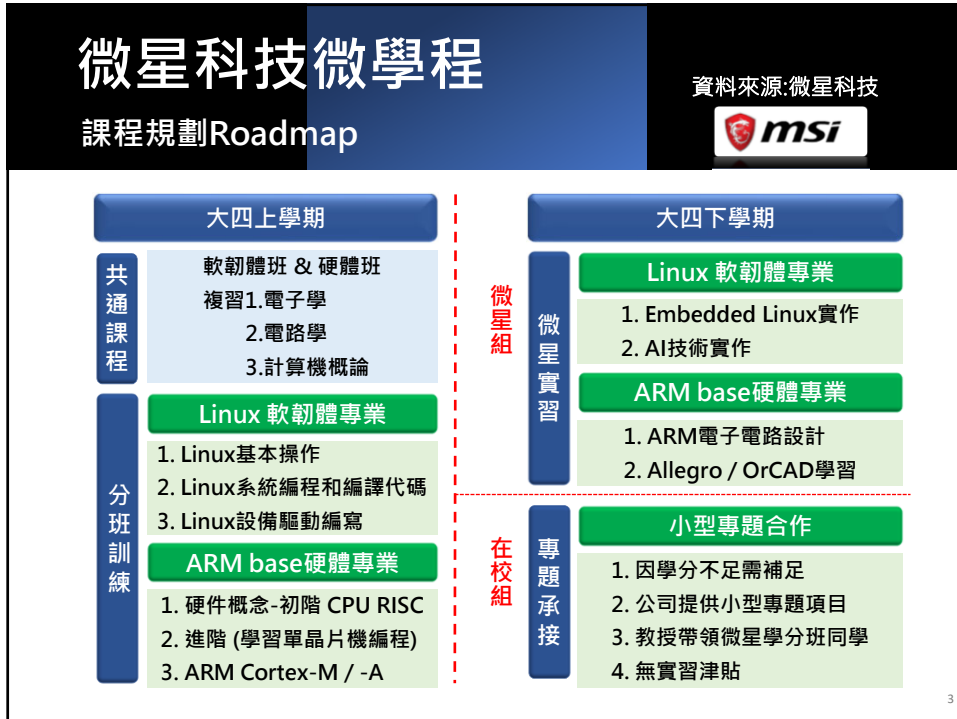 微星科技微學程
課程規劃Roadmap
資料來源:微星科技
msi
大四上學期
共通課程
軟韌體班 & 硬體班
複習1.電子學
2.電路學
3.計算機概論
分班訓練
Linux 軟韌體專業
1. Linux基本操作
2. Linux系統編程和編譯代碼
3. Linux設備驅動編寫
ARM base硬體專業
1. 硬件概念-初階 CPU RISC
2. 進階 (學習單晶片機編程)
3. ARM Cortex-M / -A
大四下學期
微星組
微星實習
Linux 軟韌體專業
1. Embedded Linux實作
2. AI技術實作
ARM base硬體專業
1. ARM電子電路設計
2. Allegro / OrCAD學習
在校組
專題承接
小型專題合作
1. 因學分不足需補足
2. 公司提供小型專題項目
3. 教授帶領微星學分班同學
4. 無實習津貼
3